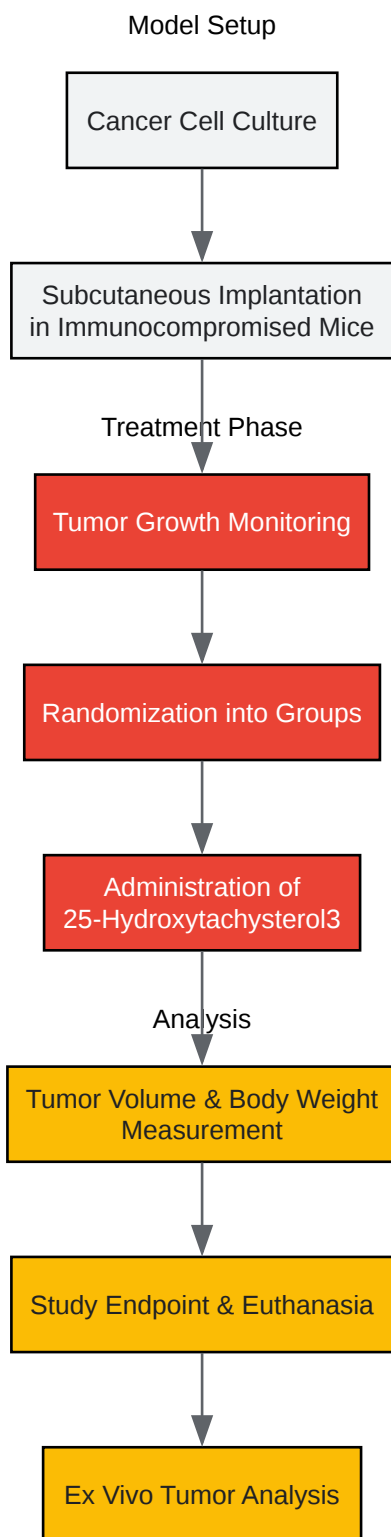 Model Setup
Cancer Cell Culture
Subcutaneous Implantation
in Immunocompromised Mice
Treatment Phase
Tumor Growth Monitoring
Randomization into Groups
Administration of
25-Hydroxytachysterol3
Analysis
Tumor Volume & Body Weight
Measurement
Study Endpoint & Euthanasia
Ex Vivo Tumor Analysis